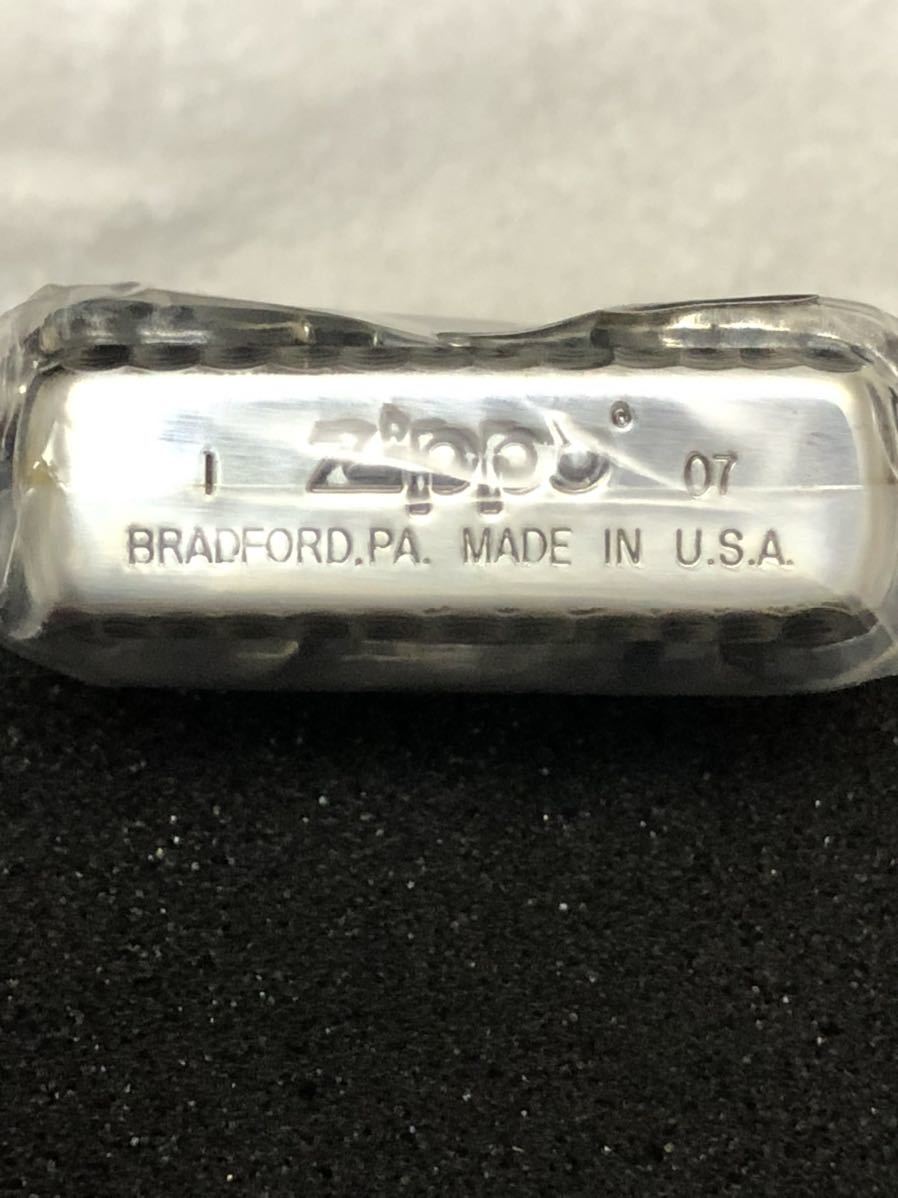 I zippo® 07
BRADFORD,PA. MADE IN U.S.A.